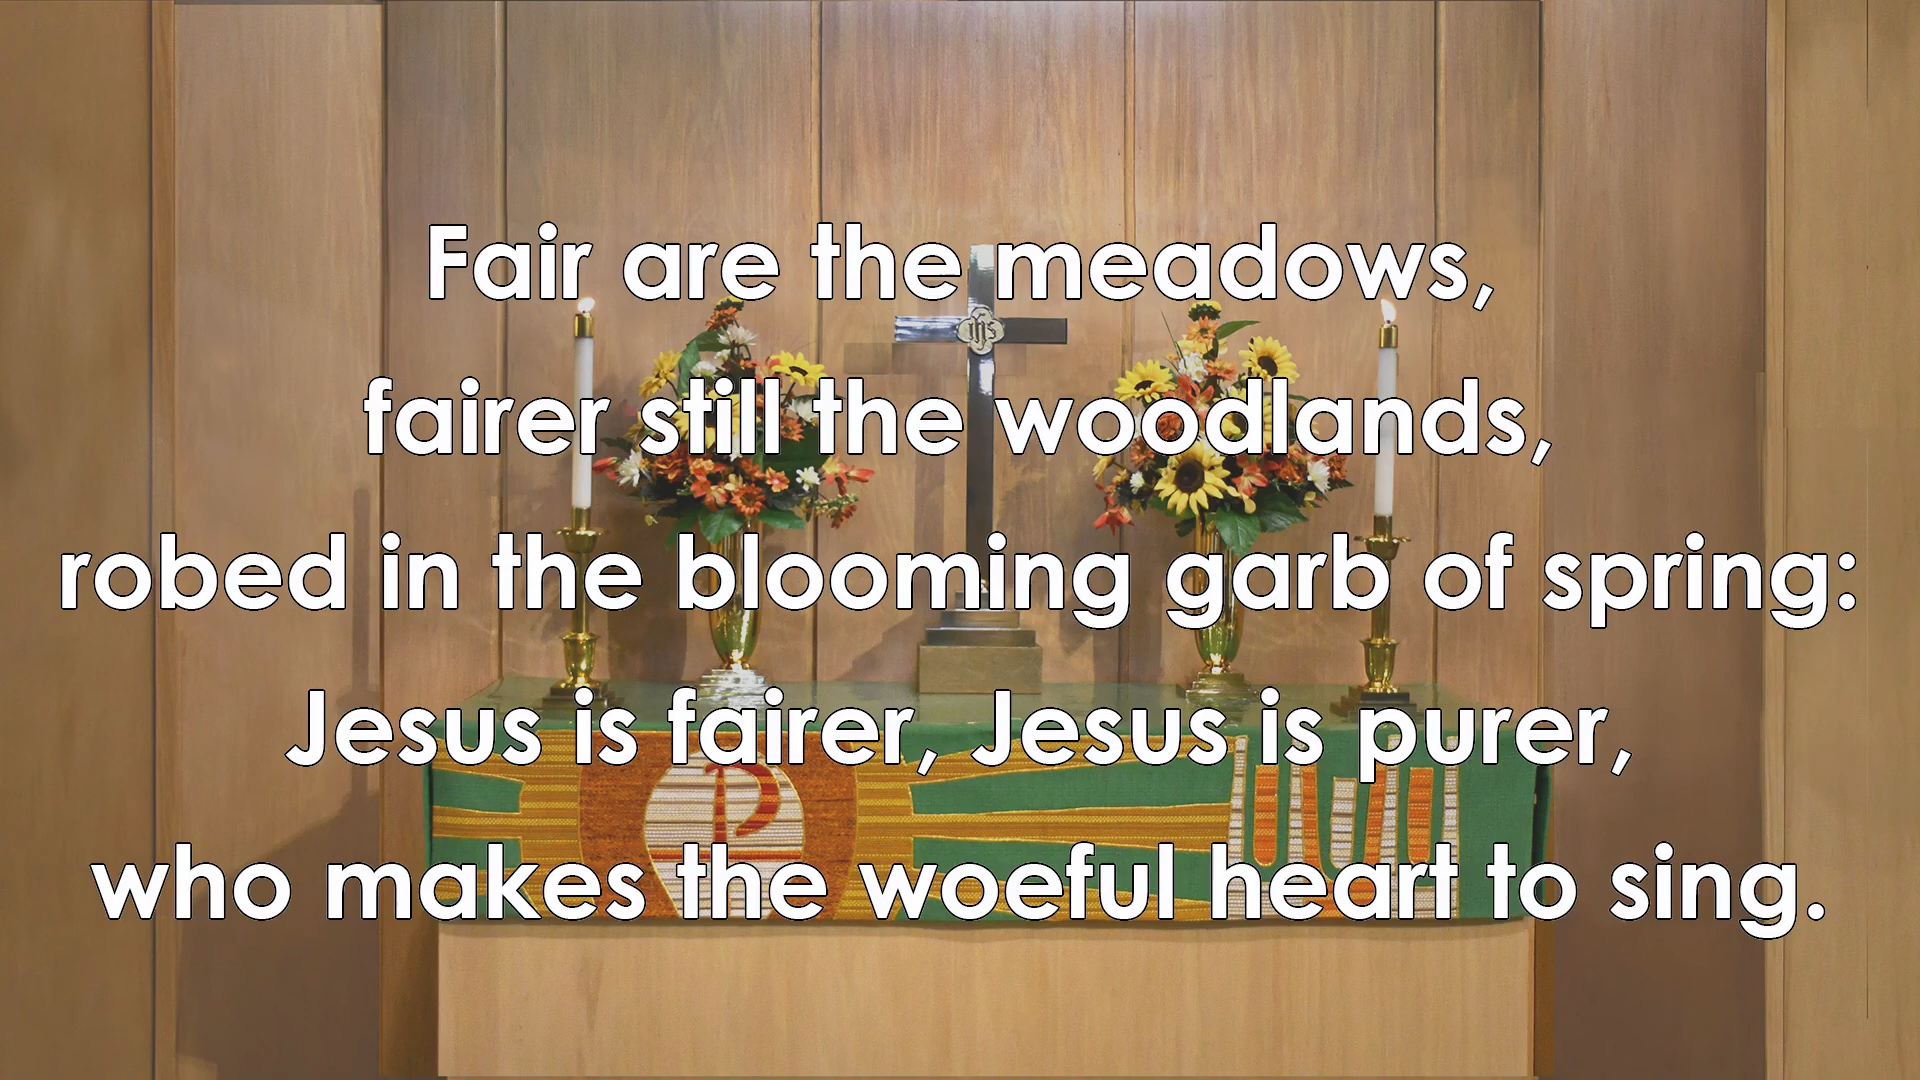 Fair are the meadows,
fairer still the woodlands,
robed in the blooming garb of spring:
Jesus is fairer, Jesus is purer,
who makes the woeful heart to sing.